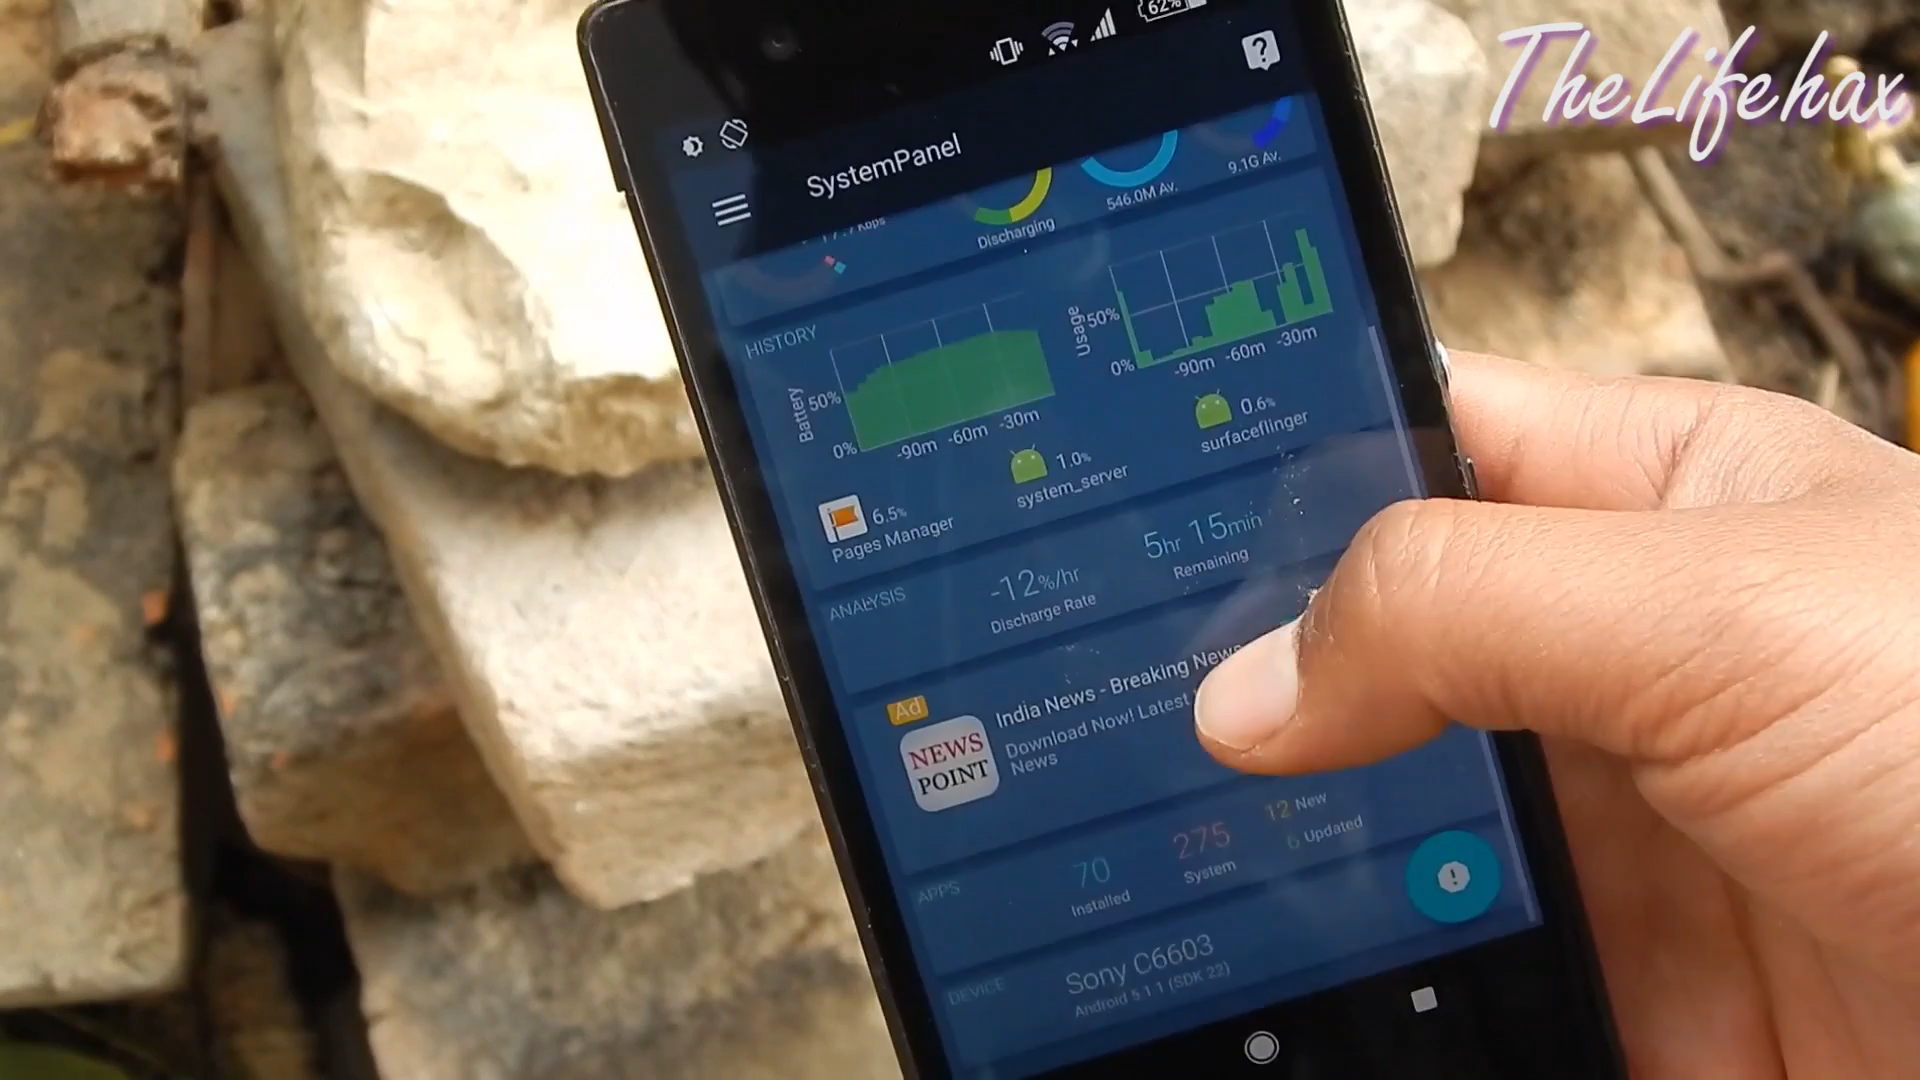 TheLifehax
62%
SystemPanel
Discharging
546.0M Av.
9.1G Av.
HISTORY
Battery
50%
0%
-90m -60m -30m
Usage
50%
0%
-90m -60m -30m
6.5%
Pages Manager
1.0%
system_server
0.6%
surfaceflinger
ANALYSIS
-12%/hr
Discharge Rate
5hr 15min
Remaining
Ad
NEWS
POINT
India News - Breaking News
Download Now! Latest
News
APPS
70
Installed
275
System
12 New
6 Updated
DEVICE
Sony C6603
Android 5.1.1 (SDK 22)